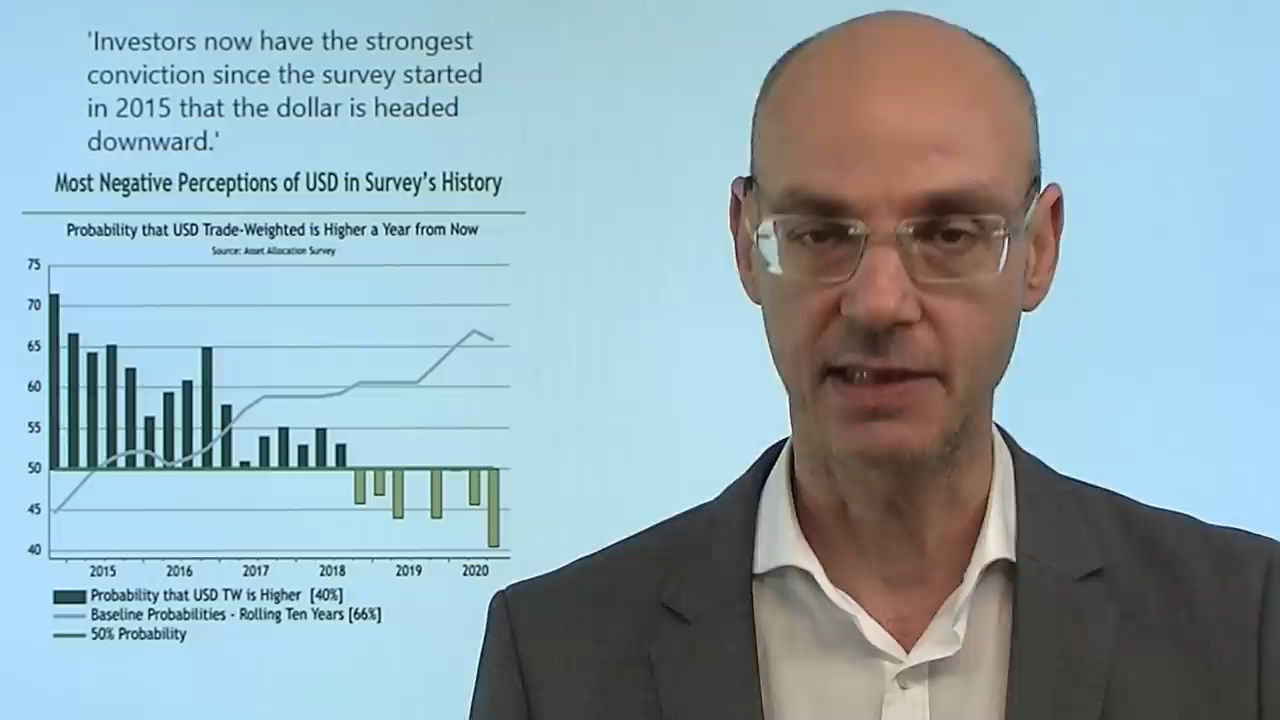 'Investors now have the strongest
conviction since the survey started
in 2015 that the dollar is headed
downward.'
Most Negative Perceptions of USD in Survey's History
Probability that USD Trade-Weighted is Higher a Year from Now
Source: Asset Allocation Survey
75
70
65
60
55
50
45
40
2015 2016 2017 2018 2019 2020
Probability that USD TW is Higher [40%]
Baseline Probabilities - Rolling Ten Years [66%]
50% Probability